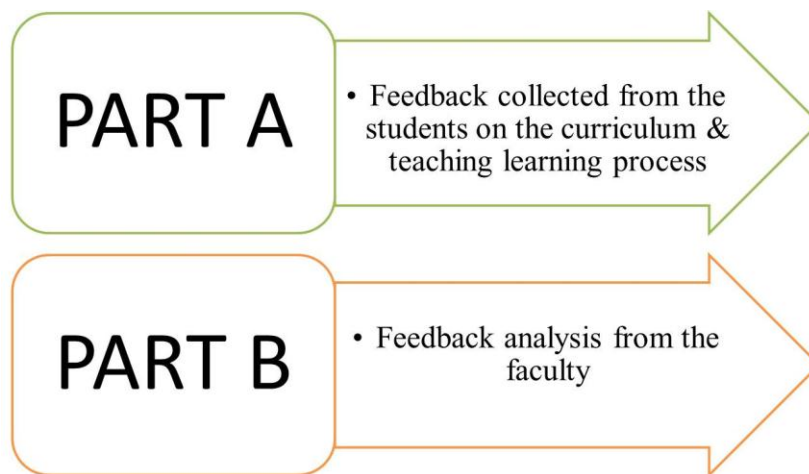 PART A
• Feedback collected from the
students on the curriculum &
teaching learning process
PART B
• Feedback analysis from the
faculty